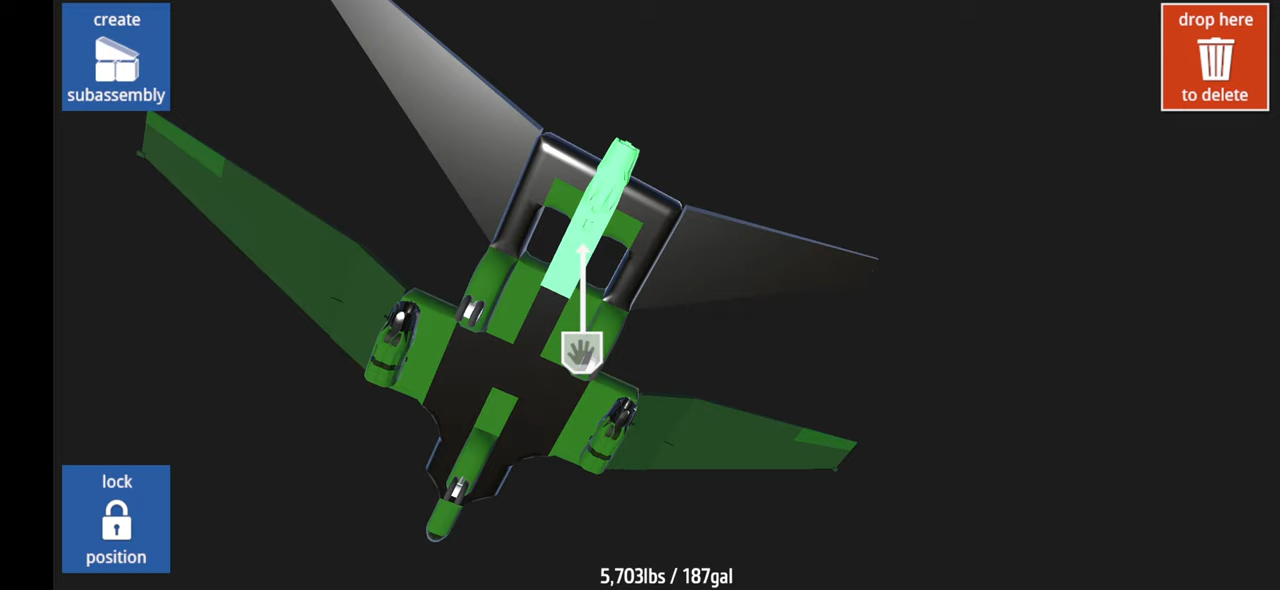 create
subassembly
drop here
to delete
lock
position
5,703lbs / 187gal